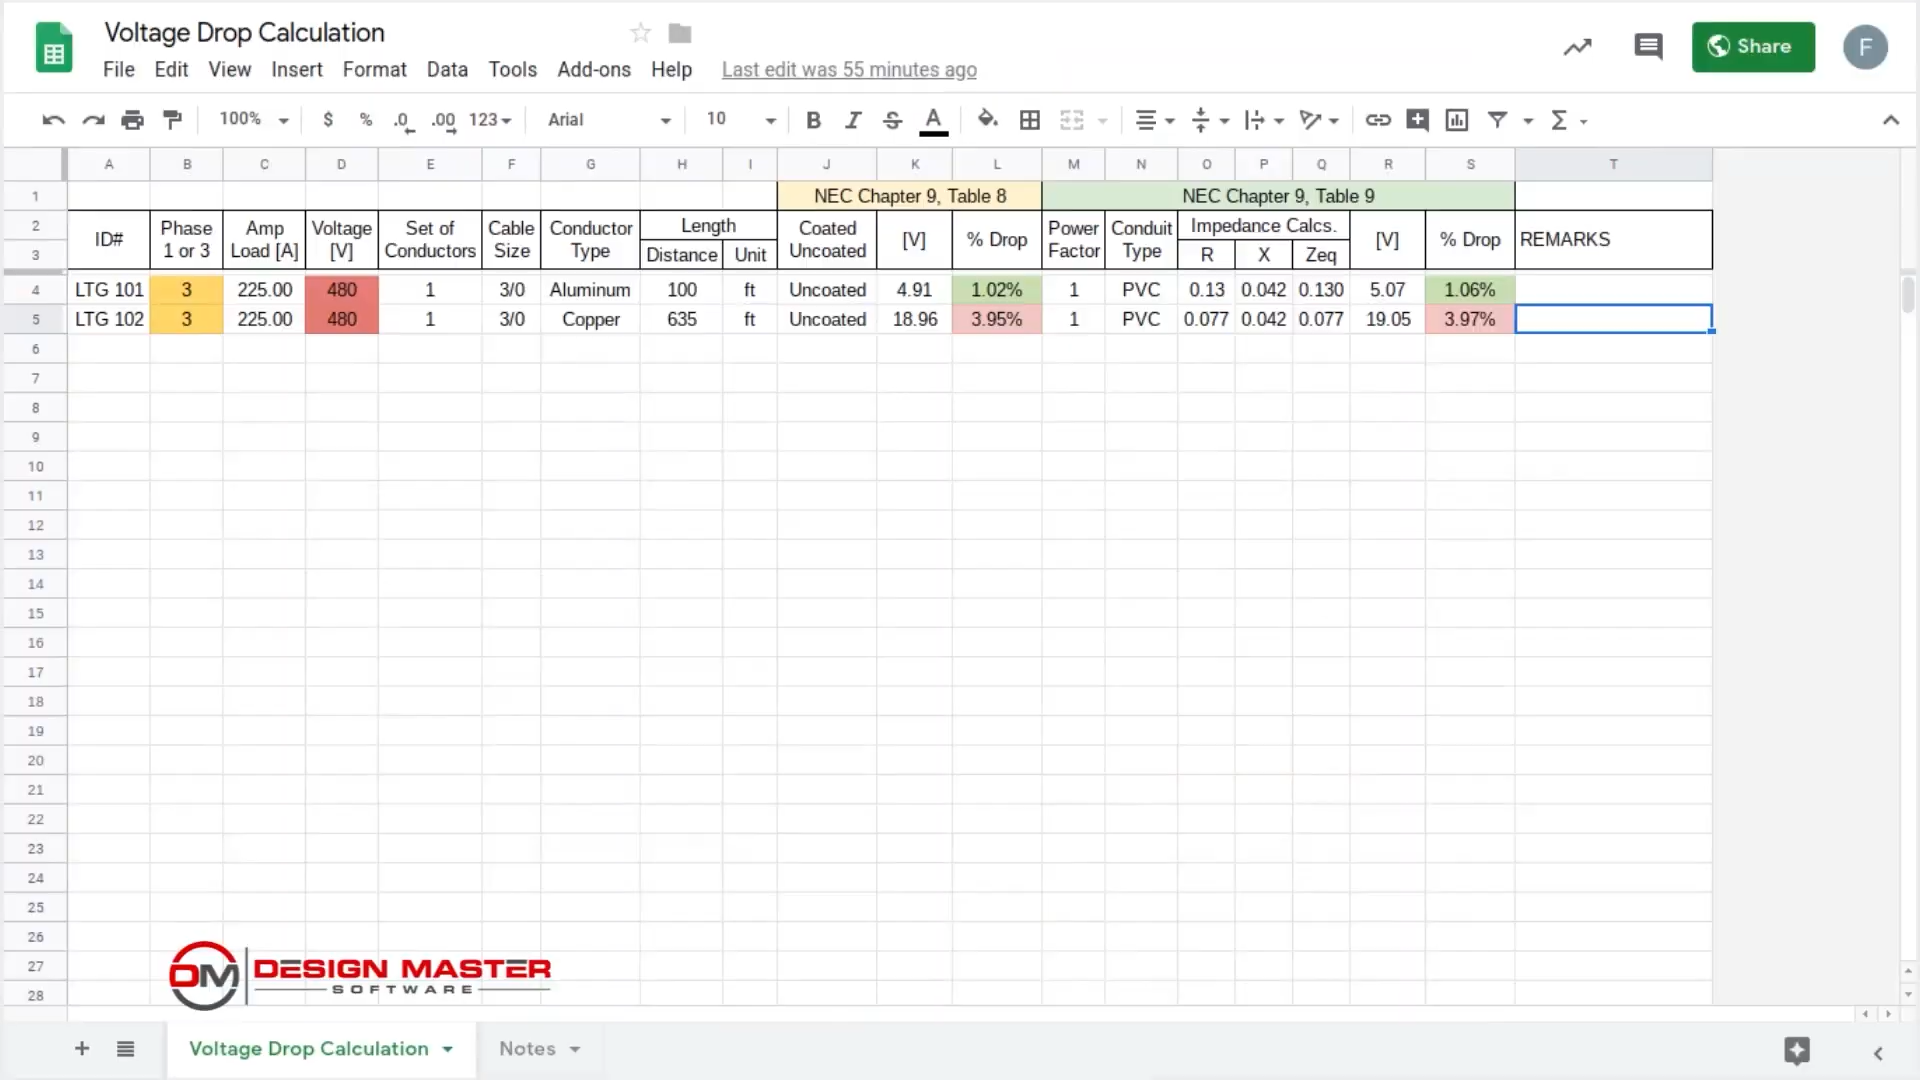 Voltage Drop Calculation
File Edit View Insert Format Data Tools Add-ons Help Last edit was 55 minutes ago
Share
F
100% $ % .0 .00 123 Arial 10 B I S A Σ
A B C D E F G H I J K L M N O P Q R S T
1 NEC Chapter 9, Table 8 NEC Chapter 9, Table 9
2 ID# Phase Amp Voltage Set of Cable Conductor Length Coated [V] % Drop Power Conduit Impedance Calcs. [V] % Drop REMARKS
3 1 or 3 Load [A] [V] Conductors Size Type Distance Unit Uncoated Factor Type R X Zeq
4 LTG 101 3 225.00 480 1 3/0 Aluminum 100 ft Uncoated 4.91 1.02% 1 PVC 0.13 0.042 0.130 5.07 1.06%
5 LTG 102 3 225.00 480 1 3/0 Copper 635 ft Uncoated 18.96 3.95% 1 PVC 0.077 0.042 0.077 19.05 3.97%
6
7
8
9
10
11
12
13
14
15
16
17
18
19
20
21
22
23
24
25
26
27
28
DM DESIGN MASTER
SOFTWARE
Voltage Drop Calculation Notes